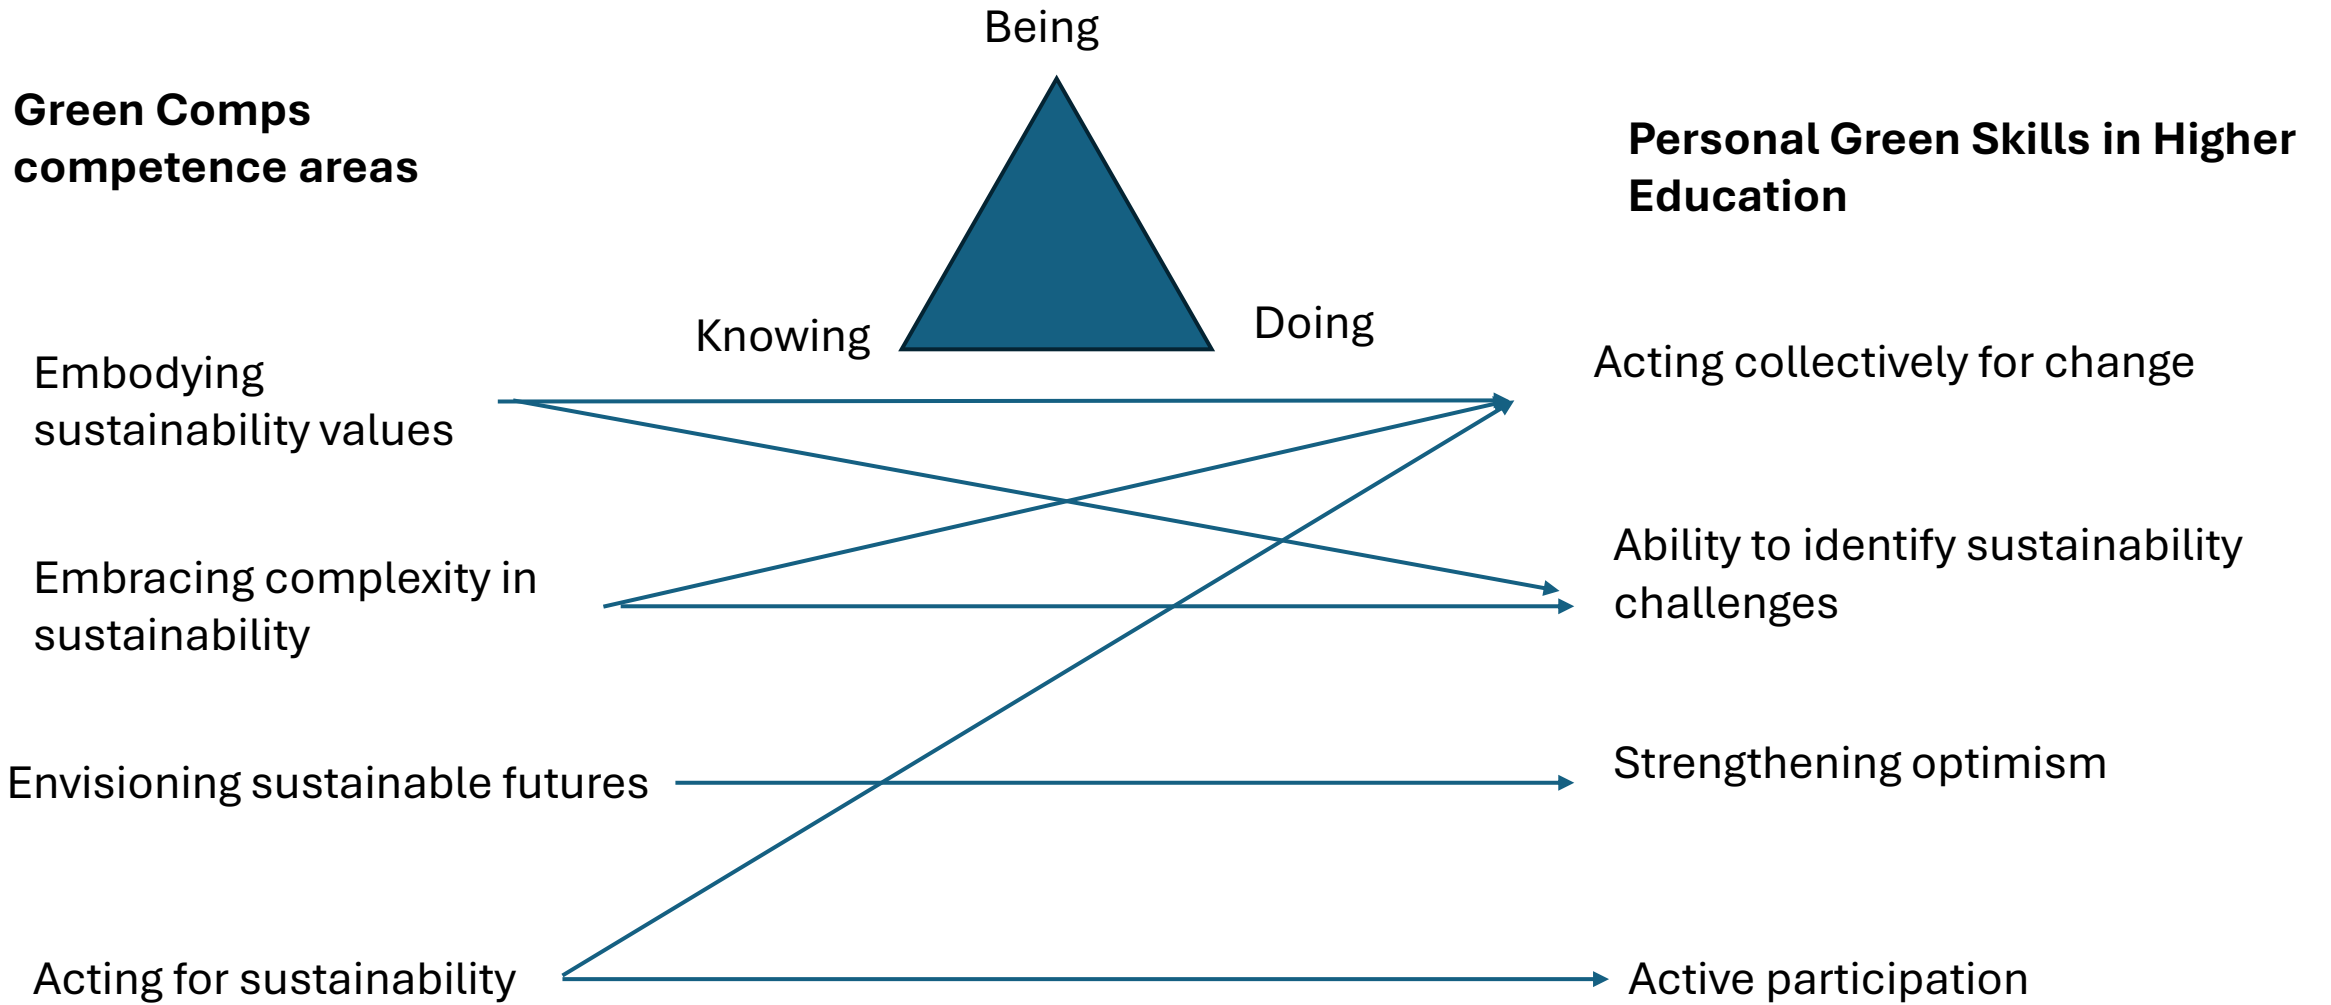 Being
Green Comps
competence areas
Personal Green Skills in Higher
Education
Knowing
Doing
Embodying
sustainability values
Acting collectively for change
Embracing complexity in
sustainability
Ability to identify sustainability
challenges
Envisioning sustainable futures
Strengthening optimism
Acting for sustainability
Active participation